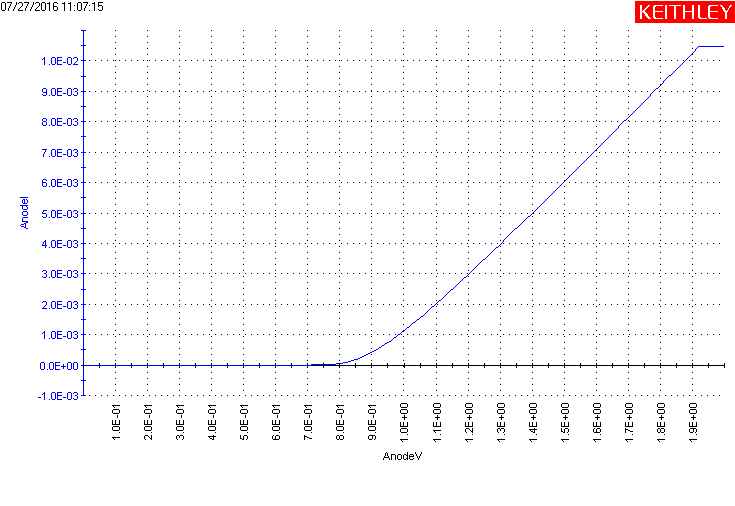 07/27/2016 11:07:15
KEITHLEY
1.0E-02
9.0E-03
8.0E-03
7.0E-03
6.0E-03
5.0E-03
4.0E-03
3.0E-03
2.0E-03
1.0E-03
0.0E+00
-1.0E-03
AnodeI
1.0E-01
2.0E-01
3.0E-01
4.0E-01
5.0E-01
6.0E-01
7.0E-01
8.0E-01
9.0E-01
1.0E+00
1.1E+00
1.2E+00
1.3E+00
1.4E+00
1.5E+00
1.6E+00
1.7E+00
1.8E+00
1.9E+00
AnodeV